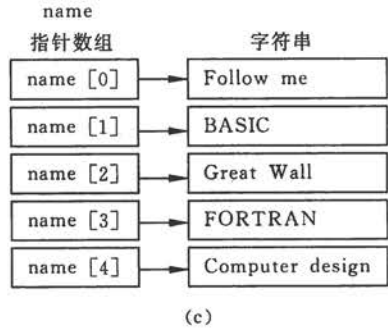 name
指针数组 字符串
name [0] Follow me
name [1] BASIC
name [2] Great Wall
name [3] FORTRAN
name [4] Computer design
(c)